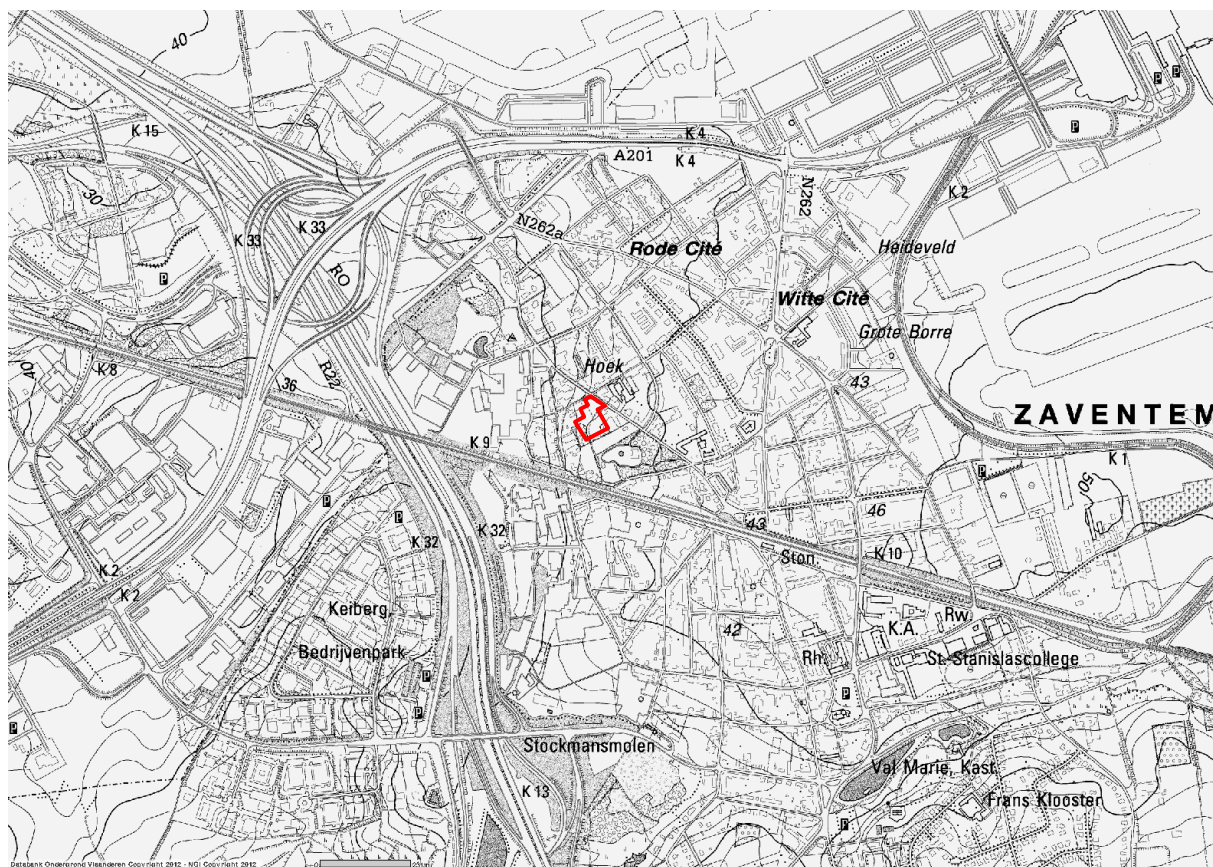 40
K 15
30
K 33
K 33
K 4
A201
K 4
N262a
N262
K 2
RO
Rode Cité
Heideveld
Witte Cité
Grote Borre
K 8
40
36
R22
Hoek
43
ZAVENTEM
K 9
K 1
50
K 32
K 32
43
46
Ston.
K 10
K 2
K 2
Keiberg
Bedrijvenpark
42
K.A.
Rw.
Rh.
St.-Stanislascollege
Stockmansmolen
K 13
Val Marie, Kast.
Frans Klooster
P
P
P
P
P
P
P
P
P
P
P
P
Databank Ondergrond Vlaanderen Copyright 2012 - NGI Copyright 2012
0